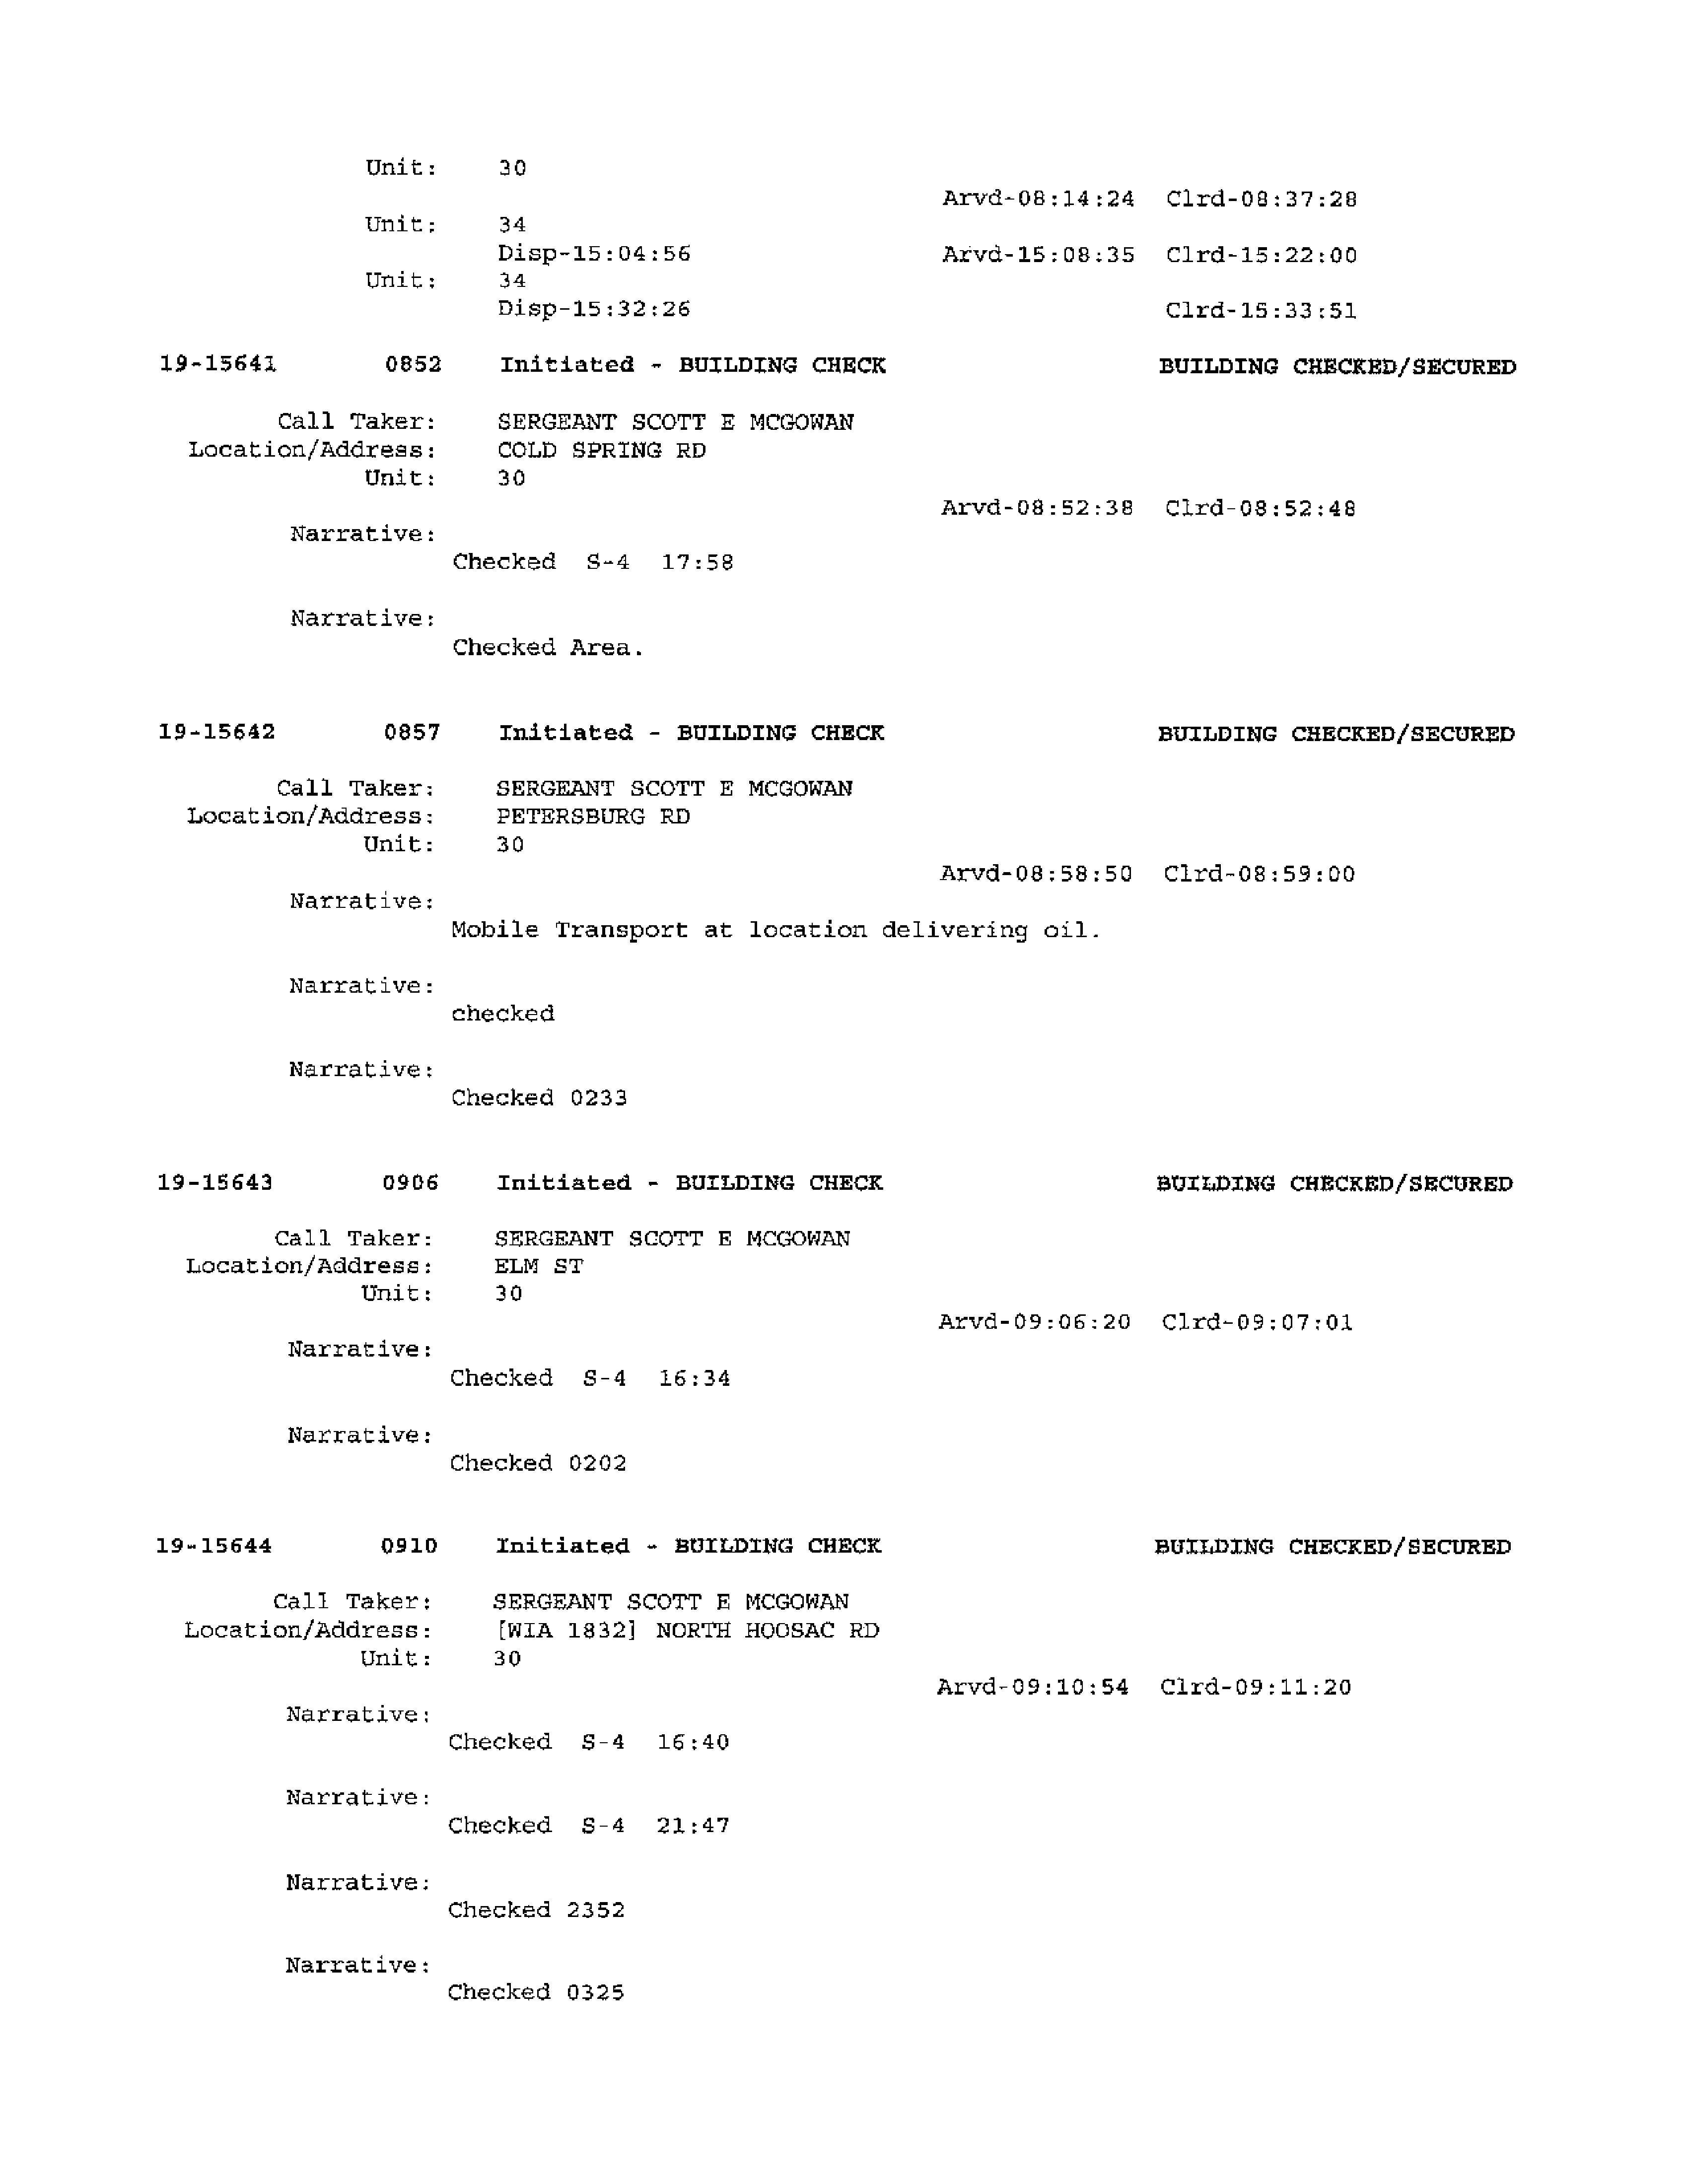 Unit: 30
Arvd-08:14:24 Clrd-08:37:28
Unit: 34
Disp-15:04:56 Arvd-15:08:35 Clrd-15:22:00
Unit: 34
Disp-15:32:26 Clrd-15:33:51
19-15641 0852 Initiated - BUILDING CHECK BUILDING CHECKED/SECURED
Call Taker: SERGEANT SCOTT E MCGOWAN
Location/Address: COLD SPRING RD
Unit: 30
Arvd-08:52:38 Clrd-08:52:48
Narrative:
Checked S-4 17:58
Narrative:
Checked Area.
19-15642 0857 Initiated - BUILDING CHECK BUILDING CHECKED/SECURED
Call Taker: SERGEANT SCOTT E MCGOWAN
Location/Address: PETERSBURG RD
Unit: 30
Arvd-08:58:50 Clrd-08:59:00
Narrative:
Mobile Transport at location delivering oil.
Narrative:
checked
Narrative:
Checked 0233
19-15643 0906 Initiated - BUILDING CHECK BUILDING CHECKED/SECURED
Call Taker: SERGEANT SCOTT E MCGOWAN
Location/Address: ELM ST
Unit: 30
Arvd-09:06:20 Clrd-09:07:01
Narrative:
Checked S-4 16:34
Narrative:
Checked 0202
19-15644 0910 Initiated - BUILDING CHECK BUILDING CHECKED/SECURED
Call Taker: SERGEANT SCOTT E MCGOWAN
Location/Address: [WIA 1832] NORTH HOOSAC RD
Unit: 30
Arvd-09:10:54 Clrd-09:11:20
Narrative:
Checked S-4 16:40
Narrative:
Checked S-4 21:47
Narrative:
Checked 2352
Narrative:
Checked 0325